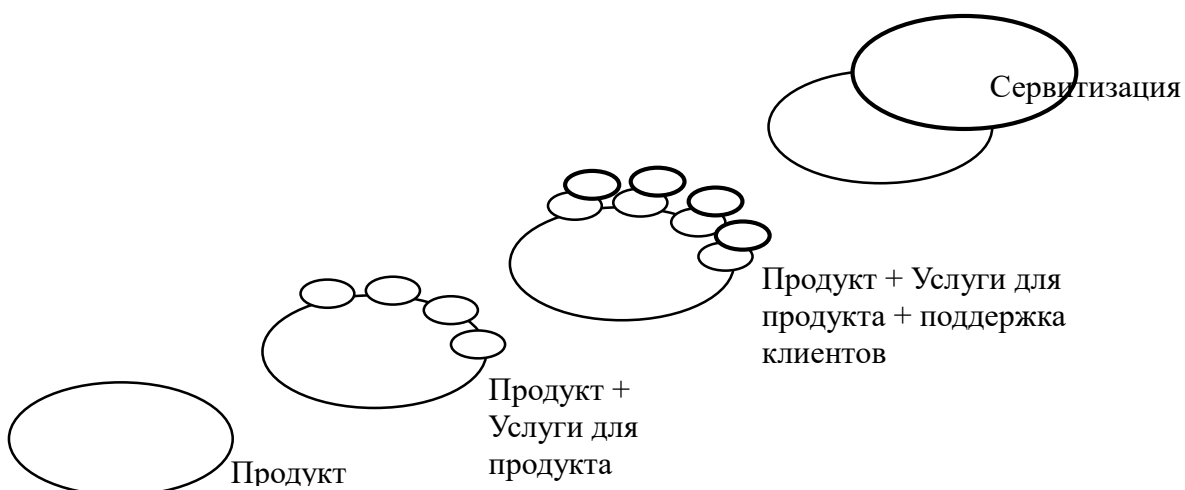 Сервитизация
Продукт + Услуги для
продукта + поддержка
клиентов
Продукт +
Услуги для
продукта
Продукт